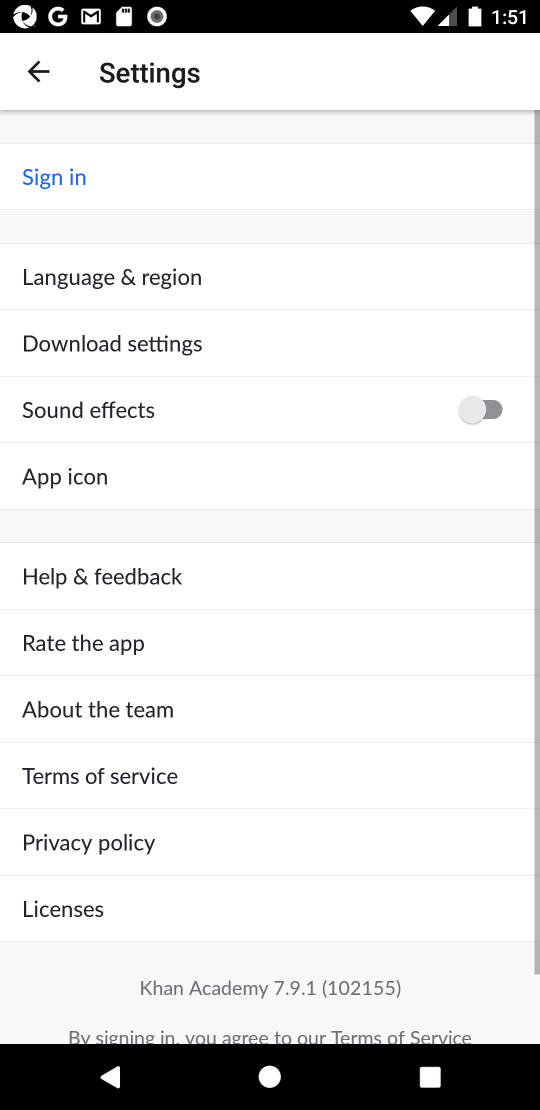 1:51
Settings
Sign in
Language & region
Download settings
Sound effects
App icon
Help & feedback
Rate the app
About the team
Terms of service
Privacy policy
Licenses
Khan Academy 7.9.1 (102155)
By signing in, you agree to our Terms of Service